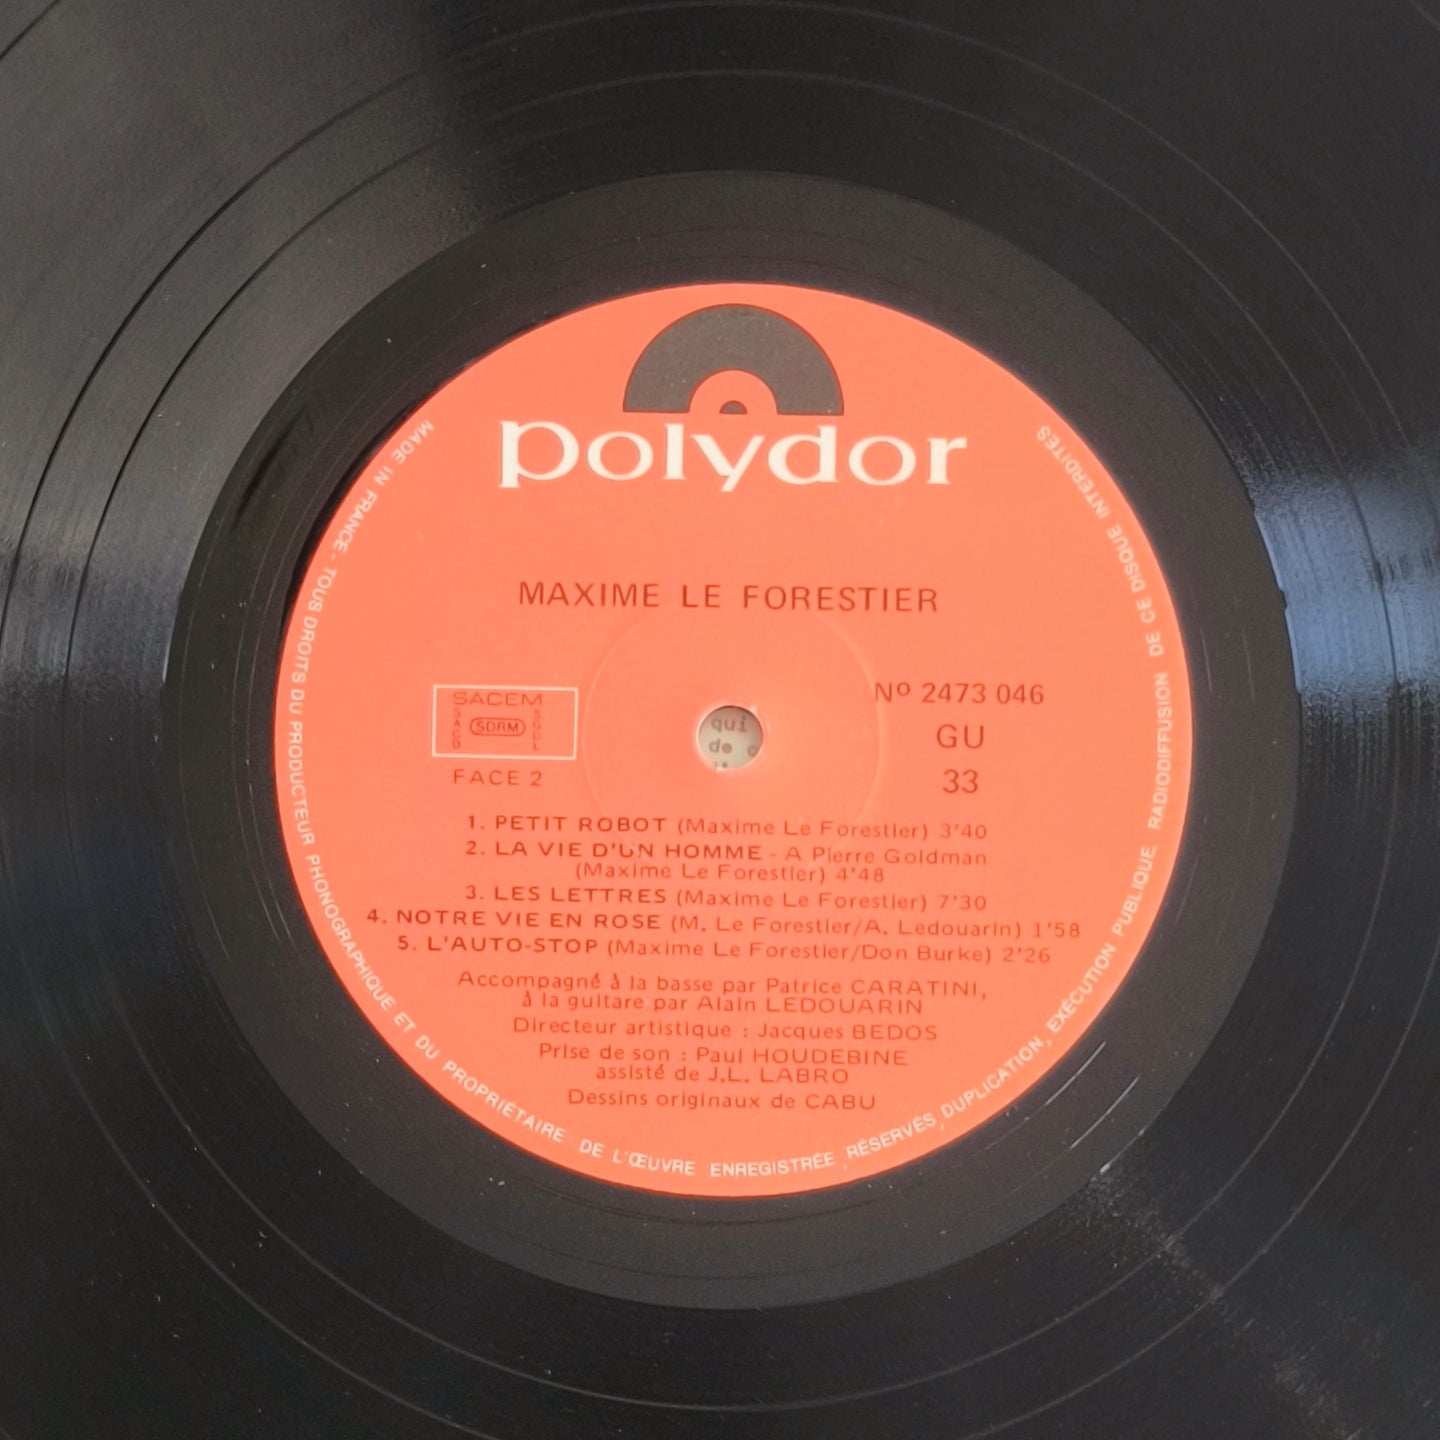 polydor
MAXIME LE FORESTIER
SACEM
SACD
SDRM
SGDL
FACE 2
Nº 2473 046
GU
33
1. PETIT ROBOT (Maxime Le Forestier) 3'40
2. LA VIE D'UN HOMME - A Pierre Goldman
(Maxime Le Forestier) 4'48
3. LES LETTRES (Maxime Le Forestier) 7'30
4. NOTRE VIE EN ROSE (M. Le Forestier/A. Ledouarin) 1'58
5. L'AUTO-STOP (Maxime Le Forestier/Don Burke) 2'26
Accompagné à la basse par Patrice CARATINI,
à la guitare par Alain LEDOUARIN
Directeur artistique : Jacques BEDOS
Prise de son : Paul HOUDEBINE
assisté de J.L. LABRO
Dessins originaux de CABU
MADE IN FRANCE - TOUS DROITS DU PRODUCTEUR PHONOGRAPHIQUE ET DU PROPRIÉTAIRE DE L'ŒUVRE ENREGISTRÉE RÉSERVÉS, DUPLICATION, EXÉCUTION PUBLIQUE, RADIODIFFUSION DE CE DISQUE INTERDITES
qui
de